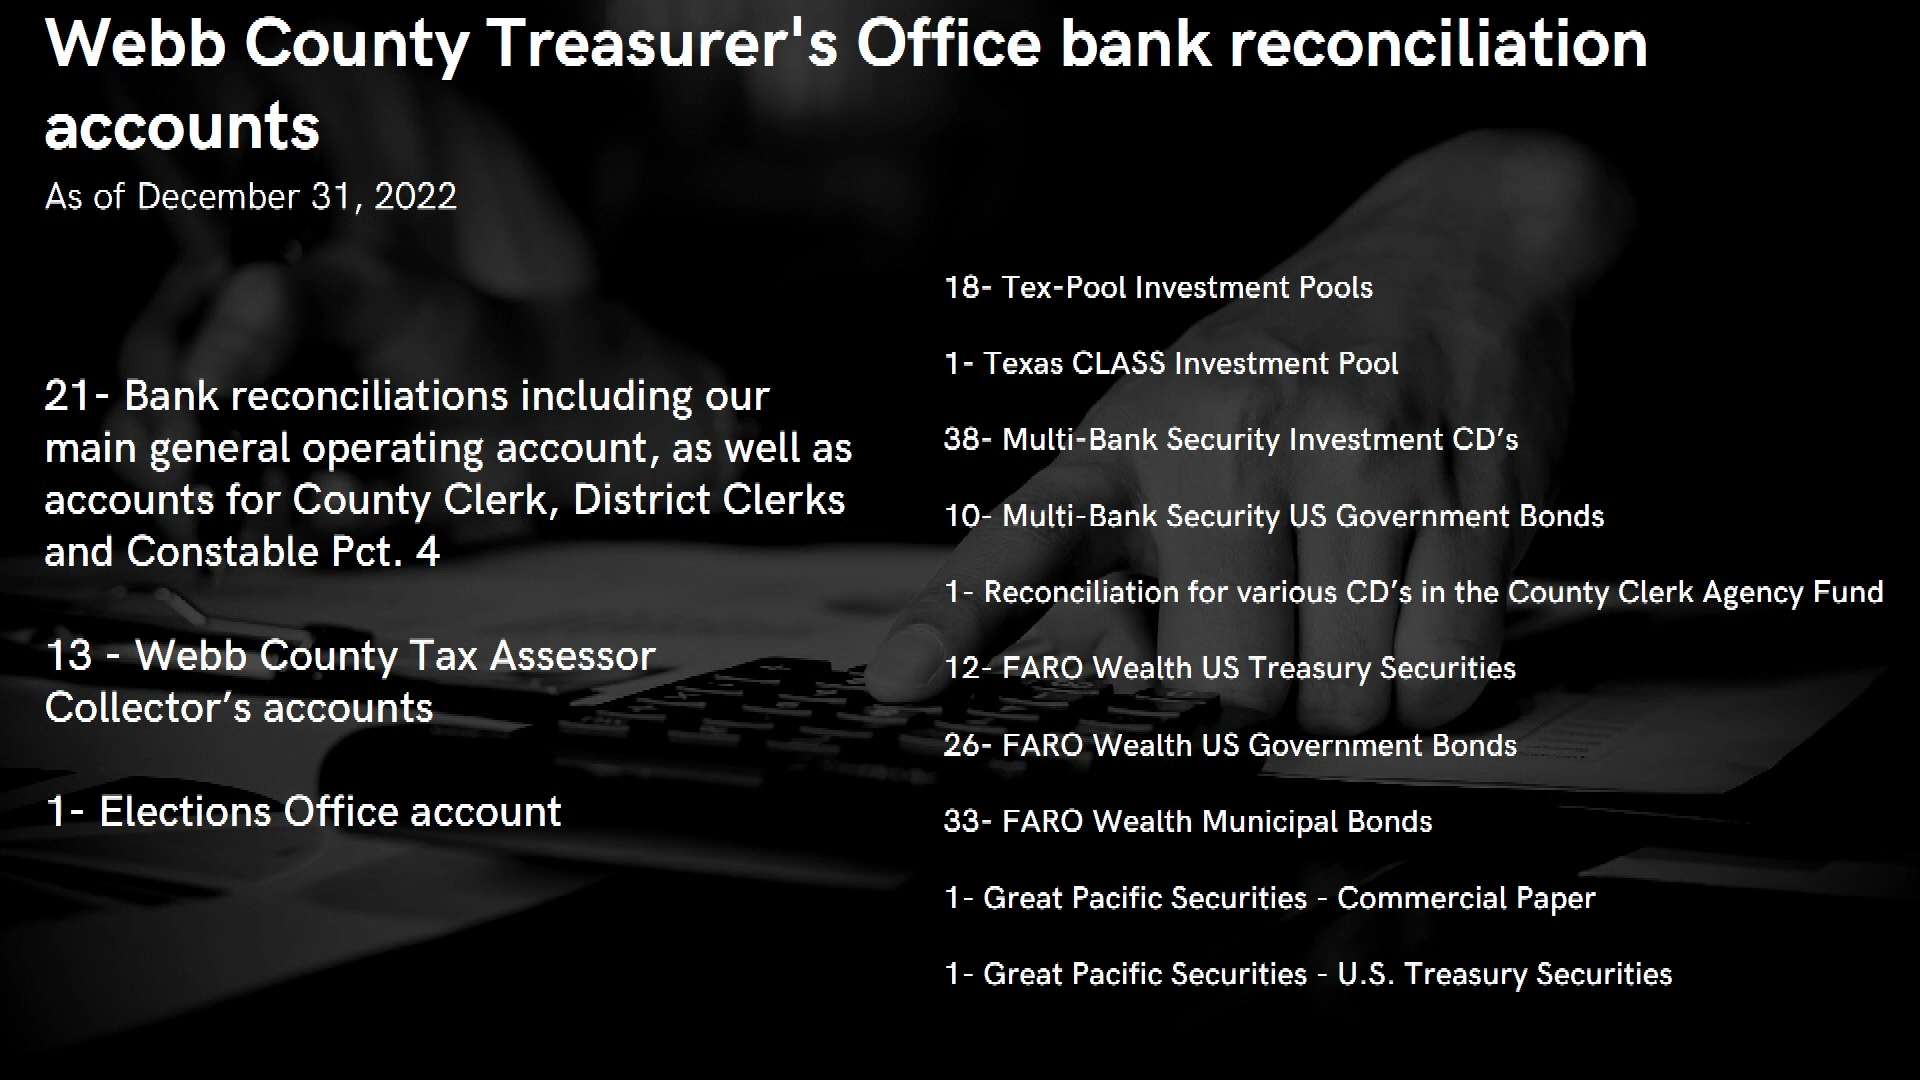 Webb County Treasurer's Office bank reconciliation
accounts
As of December 31, 2022
21- Bank reconciliations including our
main general operating account, as well as
accounts for County Clerk, District Clerks
and Constable Pct. 4
13 - Webb County Tax Assessor
Collector’s accounts
1- Elections Office account
18- Tex-Pool Investment Pools
1- Texas CLASS Investment Pool
38- Multi-Bank Security Investment CD’s
10- Multi-Bank Security US Government Bonds
1- Reconciliation for various CD’s in the County Clerk Agency Fund
12- FARO Wealth US Treasury Securities
26- FARO Wealth US Government Bonds
33- FARO Wealth Municipal Bonds
1- Great Pacific Securities - Commercial Paper
1- Great Pacific Securities - U.S. Treasury Securities